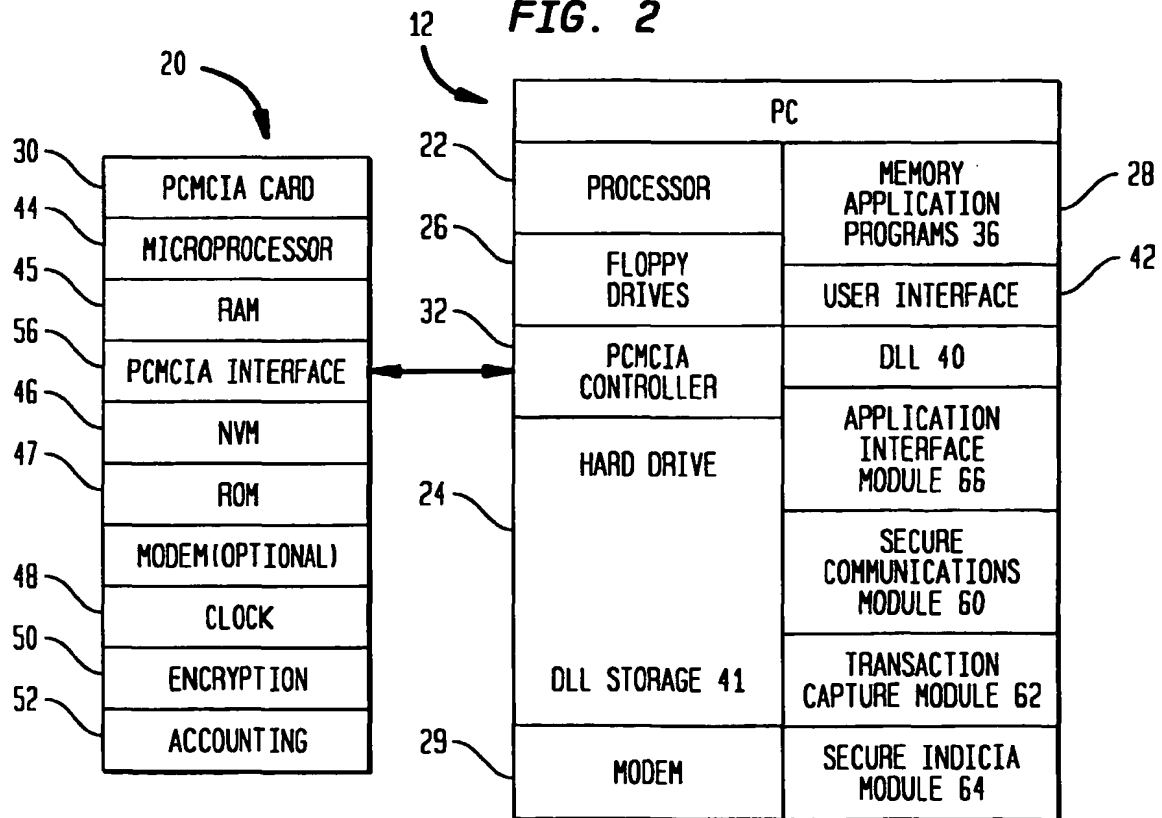 FIG. 2
20
30
PCMCIA CARD
44
MICROPROCESSOR
45
RAM
56
PCMCIA INTERFACE
46
NVM
47
ROM
MODEM(OPTIONAL)
48
CLOCK
50
ENCRYPTION
52
ACCOUNTING
12
PC
22
PROCESSOR
26
FLOPPY
DRIVES
32
PCMCIA
CONTROLLER
24
HARD DRIVE
DLL STORAGE 41
29
MODEM
MEMORY
APPLICATION
PROGRAMS 36
28
USER INTERFACE
42
DLL 40
APPLICATION
INTERFACE
MODULE 66
SECURE
COMMUNICATIONS
MODULE 60
TRANSACTION
CAPTURE MODULE 62
SECURE INDICIA
MODULE 64